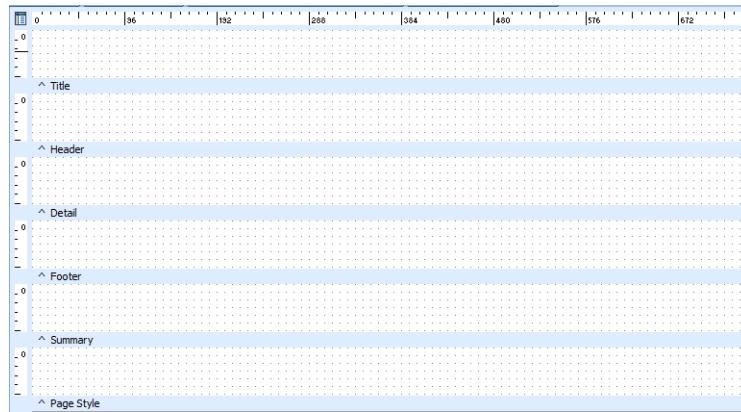 0 96 192 288 384 480 576 672
0
^ Title
0
^ Header
0
^ Detail
0
^ Footer
0
^ Summary
0
^ Page Style